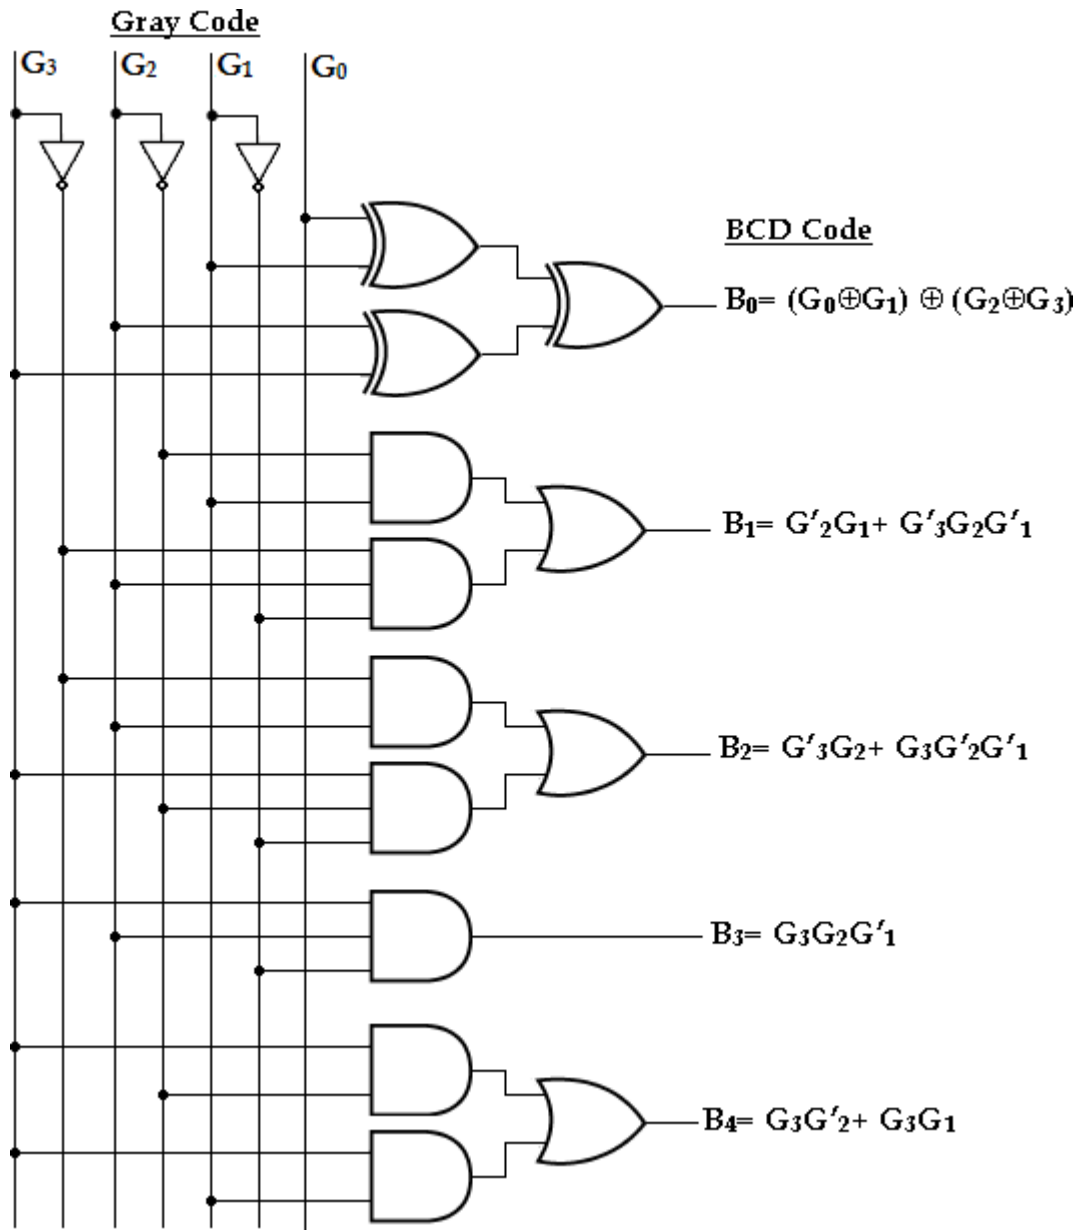 Gray Code
G₃ G₂ G₁ G₀
BCD Code
B₀= (G₀⊕G₁) ⊕ (G₂⊕G₃)
B₁= G′₂G₁+ G′₃G₂G′₁
B₂= G′₃G₂+ G₃G′₂G′₁
B₃= G₃G₂G′₁
B₄= G₃G′₂+ G₃G₁